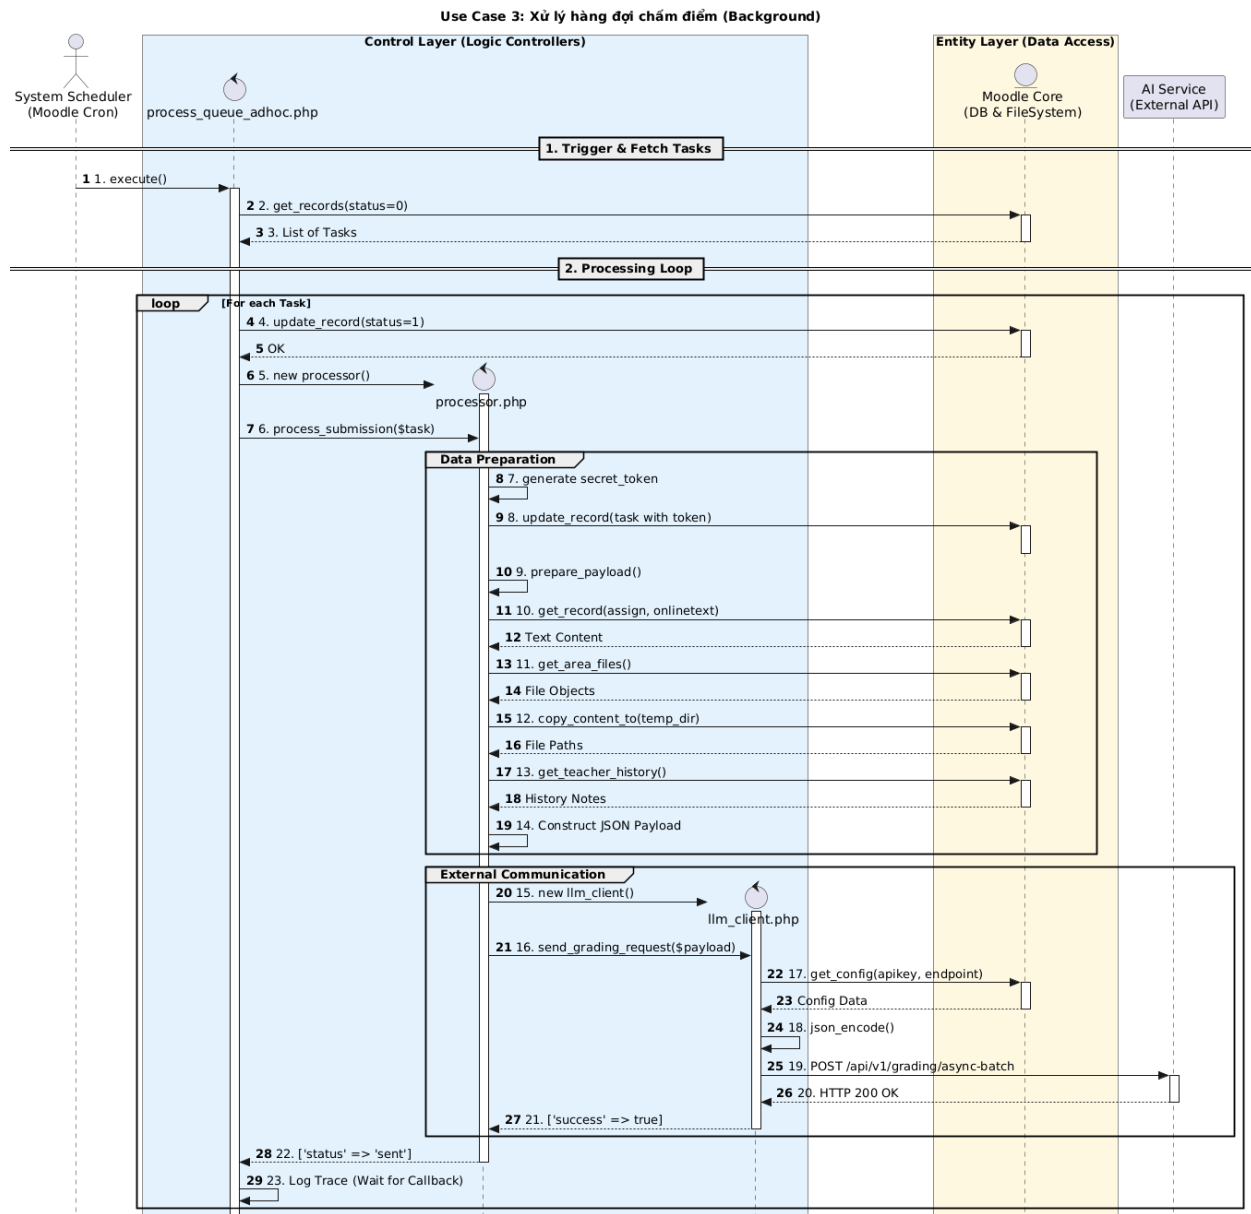 Use Case 3: Xử lý hàng đợi chấm điểm (Background)
Control Layer (Logic Controllers)
Entity Layer (Data Access)
System Scheduler
(Moodle Cron)
process_queue_adhoc.php
Moodle Core
(DB & FileSystem)
AI Service
(External API)
1. Trigger & Fetch Tasks
1 1. execute()
2 2. get_records(status=0)
3 3. List of Tasks
2. Processing Loop
loop [For each Task]
4 4. update_record(status=1)
5 OK
6 5. new processor()
processor.php
7 6. process_submission($task)
Data Preparation
8 7. generate secret_token
9 8. update_record(task with token)
10 9. prepare_payload()
11 10. get_record(assign, onlinetext)
12 Text Content
13 11. get_area_files()
14 File Objects
15 12. copy_content_to(temp_dir)
16 File Paths
17 13. get_teacher_history()
18 History Notes
19 14. Construct JSON Payload
External Communication
20 15. new llm_client()
llm_client.php
21 16. send_grading_request($payload)
22 17. get_config(apikey, endpoint)
23 Config Data
24 18. json_encode()
25 19. POST /api/v1/grading/async-batch
26 20. HTTP 200 OK
27 21. ['success' => true]
28 22. ['status' => 'sent']
29 23. Log Trace (Wait for Callback)